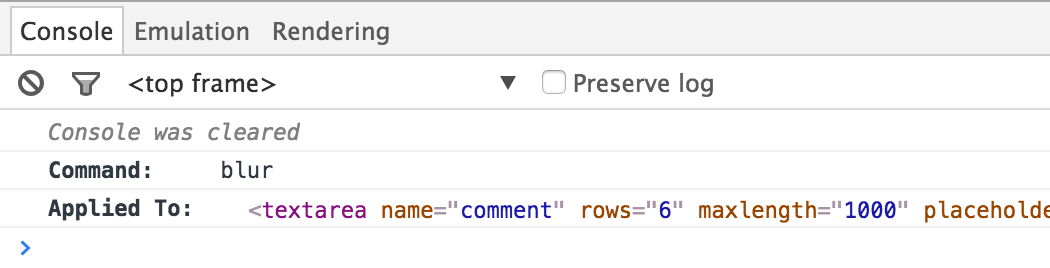 Console Emulation Rendering
<top frame> Preserve log
Console was cleared
Command: blur
Applied To: <textarea name="comment" rows="6" maxlength="1000" placeholde